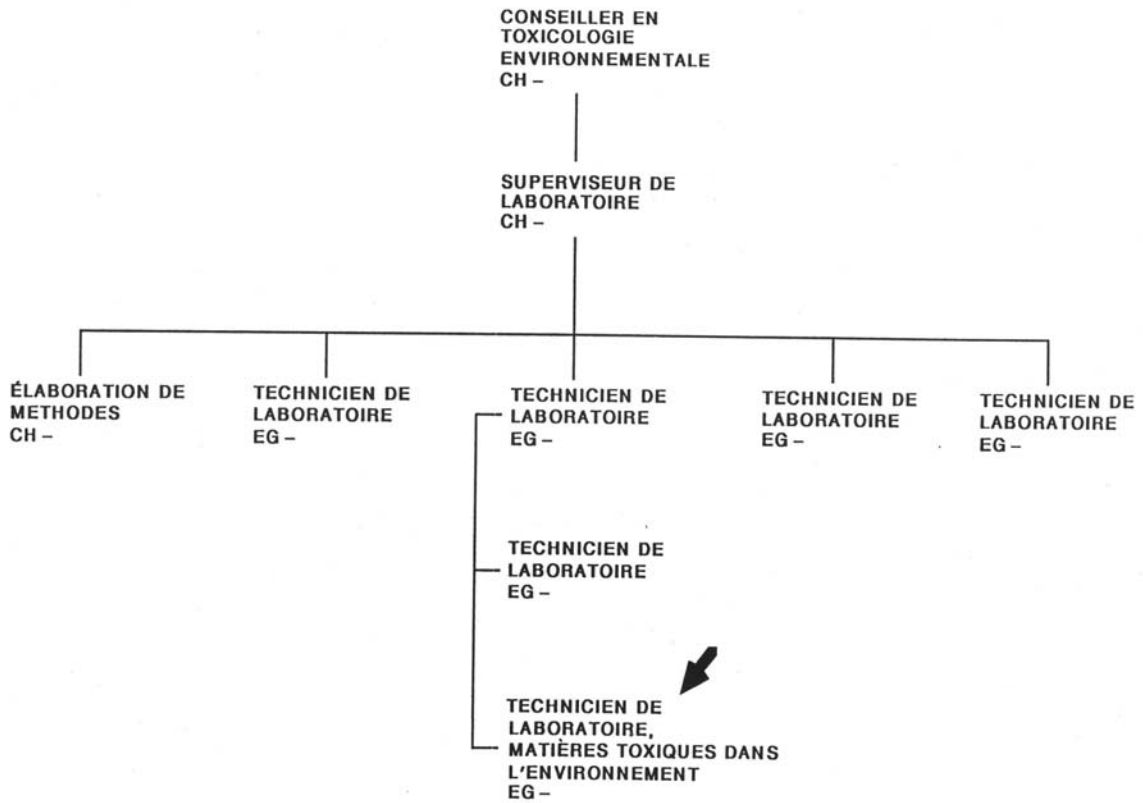 CONSEILLER EN
TOXICOLOGIE
ENVIRONNEMENTALE
CH –
SUPERVISEUR DE
LABORATOIRE
CH –
ÉLABORATION DE
METHODES
CH –
TECHNICIEN DE
LABORATOIRE
EG –
TECHNICIEN DE
LABORATOIRE
EG –
TECHNICIEN DE
LABORATOIRE
EG –
TECHNICIEN DE
LABORATOIRE
EG –
TECHNICIEN DE
LABORATOIRE
EG –
TECHNICIEN DE
LABORATOIRE,
MATIÈRES TOXIQUES DANS
L'ENVIRONNEMENT
EG –